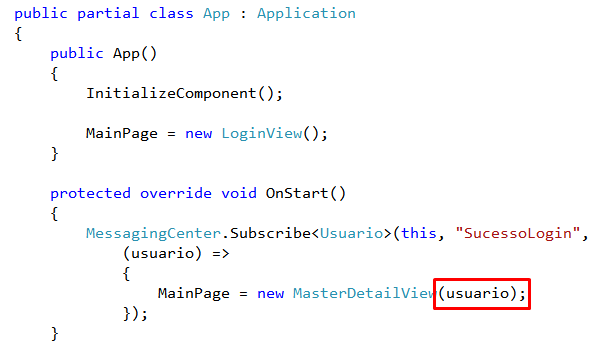 public partial class App : Application
{
public App()
{
InitializeComponent();
MainPage = new LoginView();
}
protected override void OnStart()
{
MessagingCenter.Subscribe<Usuario>(this, "SucessoLogin",
(usuario) =>
{
MainPage = new MasterDetailView(usuario);
});
}